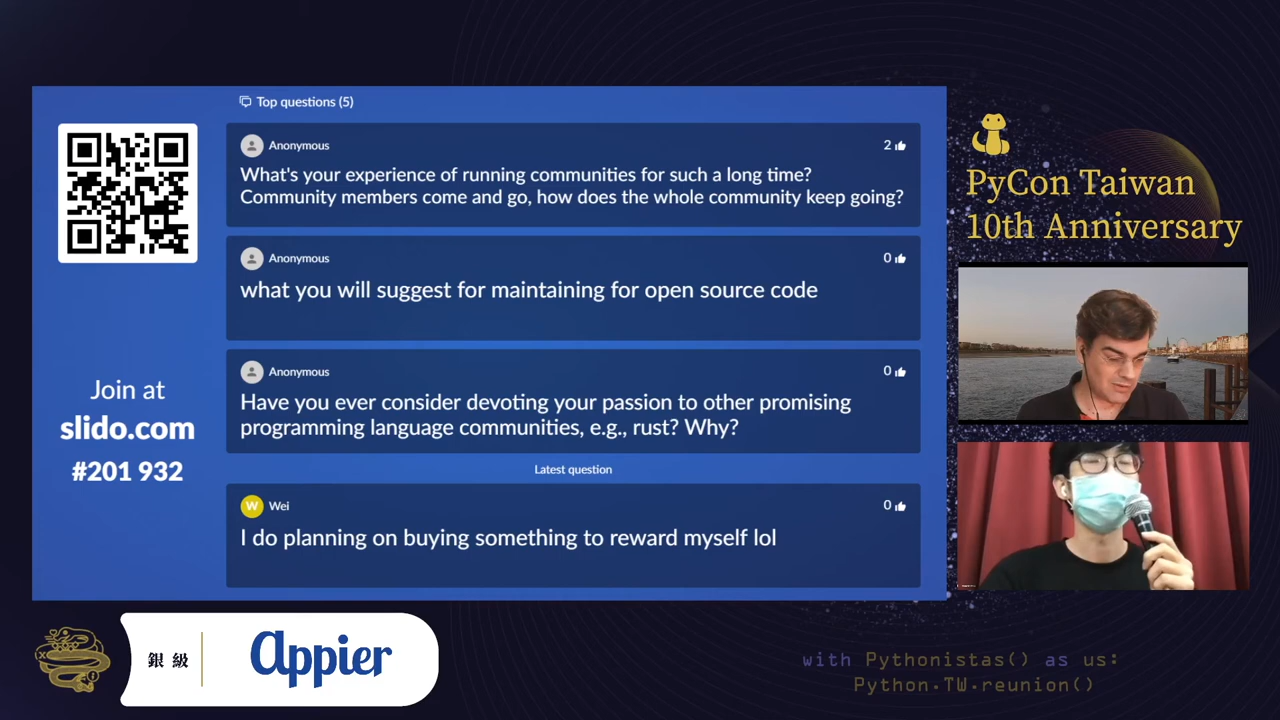 Top questions (5)
Anonymous
2
What's your experience of running communities for such a long time?
Community members come and go, how does the whole community keep going?
Anonymous
0
what you will suggest for maintaining for open source code
Anonymous
0
Have you ever consider devoting your passion to other promising
programming language communities, e.g., rust? Why?
Latest question
W
Wei
0
I do planning on buying something to reward myself lol
Join at
slido.com
#201 932
PyCon Taiwan
10th Anniversary
銀級
appier
with Pythonistas() as us:
Python.TW.reunion()